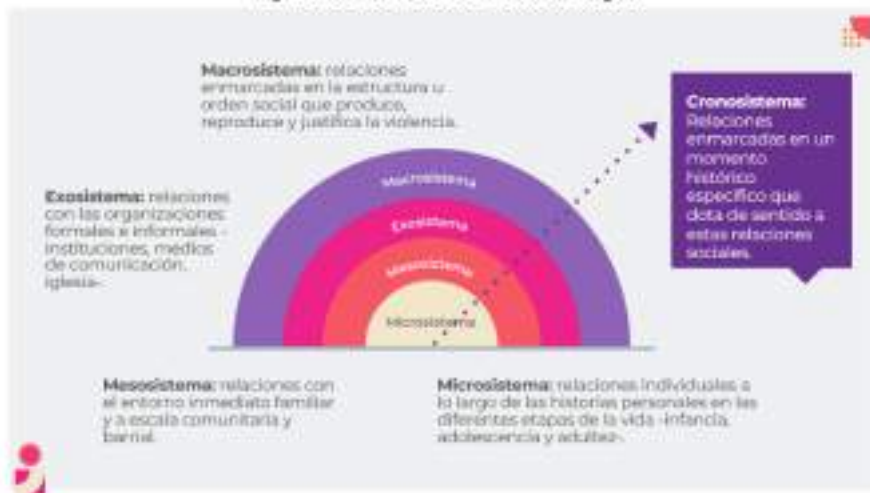 Macrosistema: relaciones
enmarcadas en la estructura u
orden social que produce,
reproduce y justifica la violencia.
Cronosistema:
Relaciones
enmarcadas en un
momento
histórico
específico que
dota de sentido a
estas relaciones
sociales.
Exosistema: relaciones
con las organizaciones
formales e informales -
instituciones, medios
de comunicación,
iglesia-.
Macrosistema
Exosistema
Mesosistema
Microsistema
Mesosistema: relaciones con
el entorno inmediato familiar
y a escala comunitaria y
barrial.
Microsistema: relaciones individuales a
lo largo de las historias personales en las
diferentes etapas de la vida -infancia,
adolescencia y adultez-.